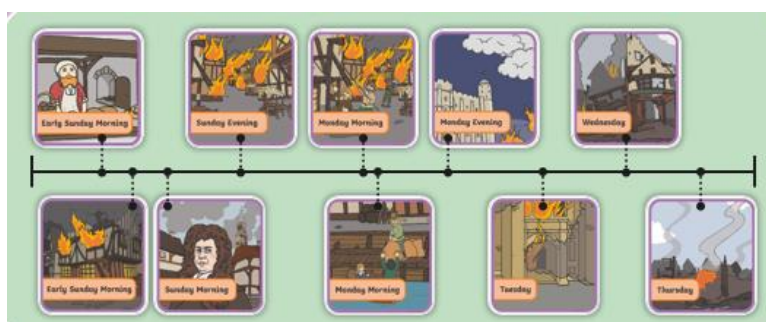 Early Sunday Morning
Sunday Evening
Monday Morning
Monday Evening
Wednesday
Early Sunday Morning
Sunday Morning
Monday Morning
Tuesday
Thursday